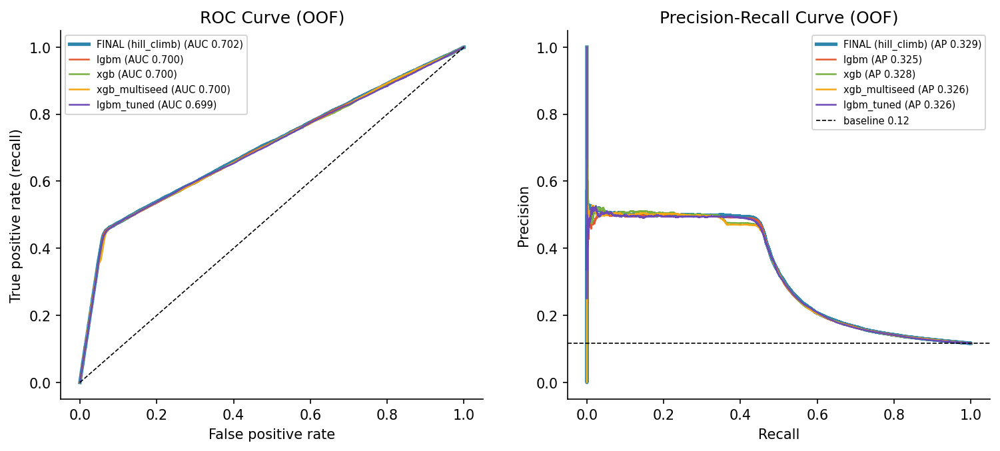 ROC Curve (OOF)
FINAL (hill_climb) (AUC 0.702)
lgbm (AUC 0.700)
xgb (AUC 0.700)
xgb_multiseed (AUC 0.700)
lgbm_tuned (AUC 0.699)
True positive rate (recall)
1.0
0.8
0.6
0.4
0.2
0.0
0.0 0.2 0.4 0.6 0.8 1.0
False positive rate
Precision-Recall Curve (OOF)
FINAL (hill_climb) (AP 0.329)
lgbm (AP 0.325)
xgb (AP 0.328)
xgb_multiseed (AP 0.326)
lgbm_tuned (AP 0.326)
baseline 0.12
Precision
1.0
0.8
0.6
0.4
0.2
0.0
0.0 0.2 0.4 0.6 0.8 1.0
Recall